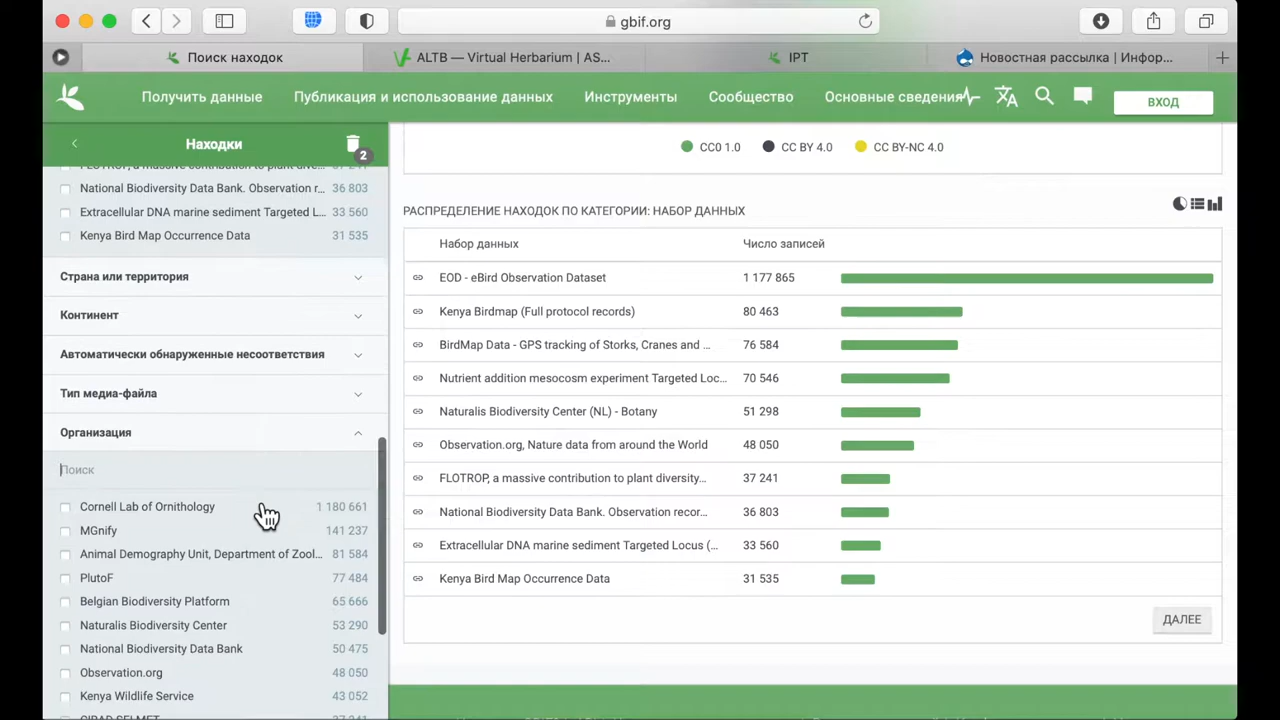 gbif.org
Поиск находок
ALTB — Virtual Herbarium | AS...
IPT
Новостная рассылка | Инфор...
Получить данные
Публикация и использование данных
Инструменты
Сообщество
Основные сведения
ВХОД
Находки
2
National Biodiversity Data Bank. Observation r... 36 803
Extracellular DNA marine sediment Targeted L... 33 560
Kenya Bird Map Occurrence Data 31 535
Страна или территория
Континент
Автоматически обнаруженные несоответствия
Тип медиа-файла
Организация
Поиск
Cornell Lab of Ornithology 1 180 661
MGnify 141 237
Animal Demography Unit, Department of Zool... 81 584
PlutoF 77 484
Belgian Biodiversity Platform 65 666
Naturalis Biodiversity Center 53 290
National Biodiversity Data Bank 50 475
Observation.org 48 050
Kenya Wildlife Service 43 052
CC0 1.0
CC BY 4.0
CC BY-NC 4.0
РАСПРЕДЕЛЕНИЕ НАХОДОК ПО КАТЕГОРИИ: НАБОР ДАННЫХ
Набор данных Число записей
EOD - eBird Observation Dataset 1 177 865
Kenya Birdmap (Full protocol records) 80 463
BirdMap Data - GPS tracking of Storks, Cranes and ... 76 584
Nutrient addition mesocosm experiment Targeted Loc... 70 546
Naturalis Biodiversity Center (NL) - Botany 51 298
Observation.org, Nature data from around the World 48 050
FLOTROP, a massive contribution to plant diversity... 37 241
National Biodiversity Data Bank. Observation recor... 36 803
Extracellular DNA marine sediment Targeted Locus (... 33 560
Kenya Bird Map Occurrence Data 31 535
ДАЛЕЕ